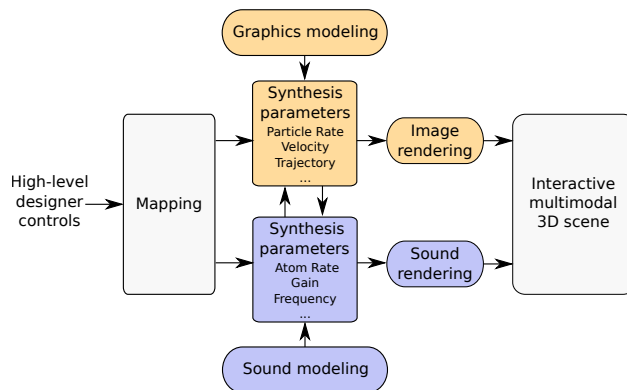 Graphics modeling
Synthesis
parameters
Particle Rate
Velocity
Trajectory
...
Image
rendering
High-level
designer
controls
Mapping
Interactive
multimodal
3D scene
Synthesis
parameters
Atom Rate
Gain
Frequency
...
Sound
rendering
Sound modeling